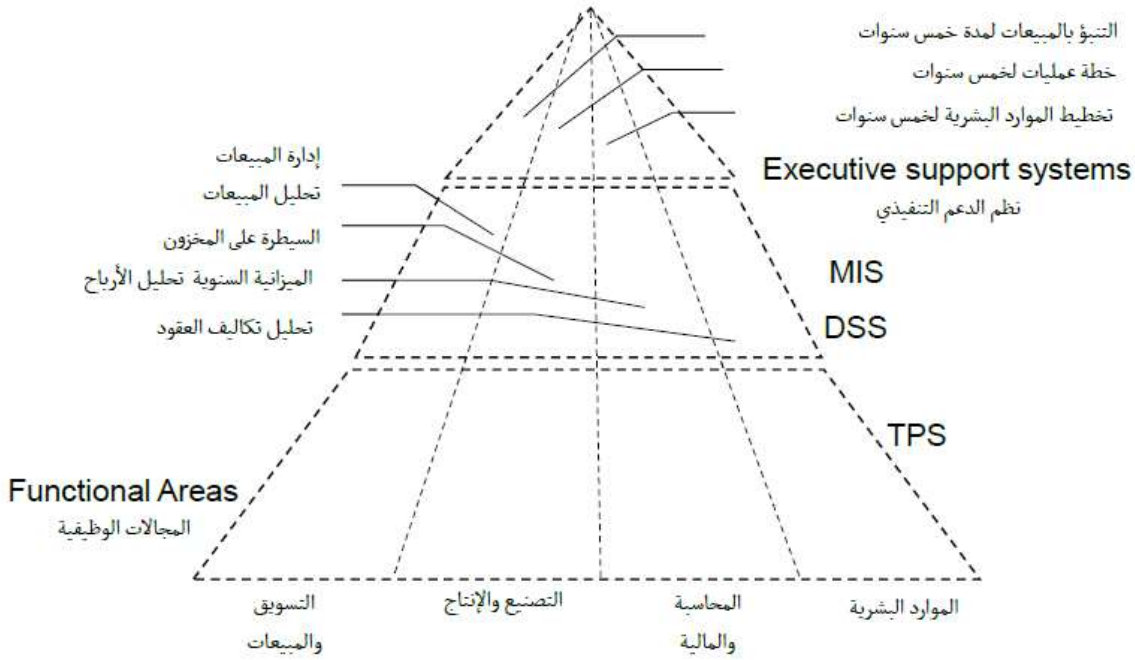 التنبؤ بالمبيعات لمدة خمس سنوات
خطة عمليات لخمس سنوات
تخطيط الموارد البشرية لخمس سنوات
Executive support systems
نظم الدعم التنفيذي
إدارة المبيعات
تحليل المبيعات
السيطرة على المخزون
الميزانية السنوية تحليل الأرباح
تحليل تكاليف العقود
MIS
DSS
TPS
Functional Areas
المجالات الوظيفية
الموارد البشرية
المحاسبة
والمالية
التصنيع والإنتاج
التسويق
والمبيعات